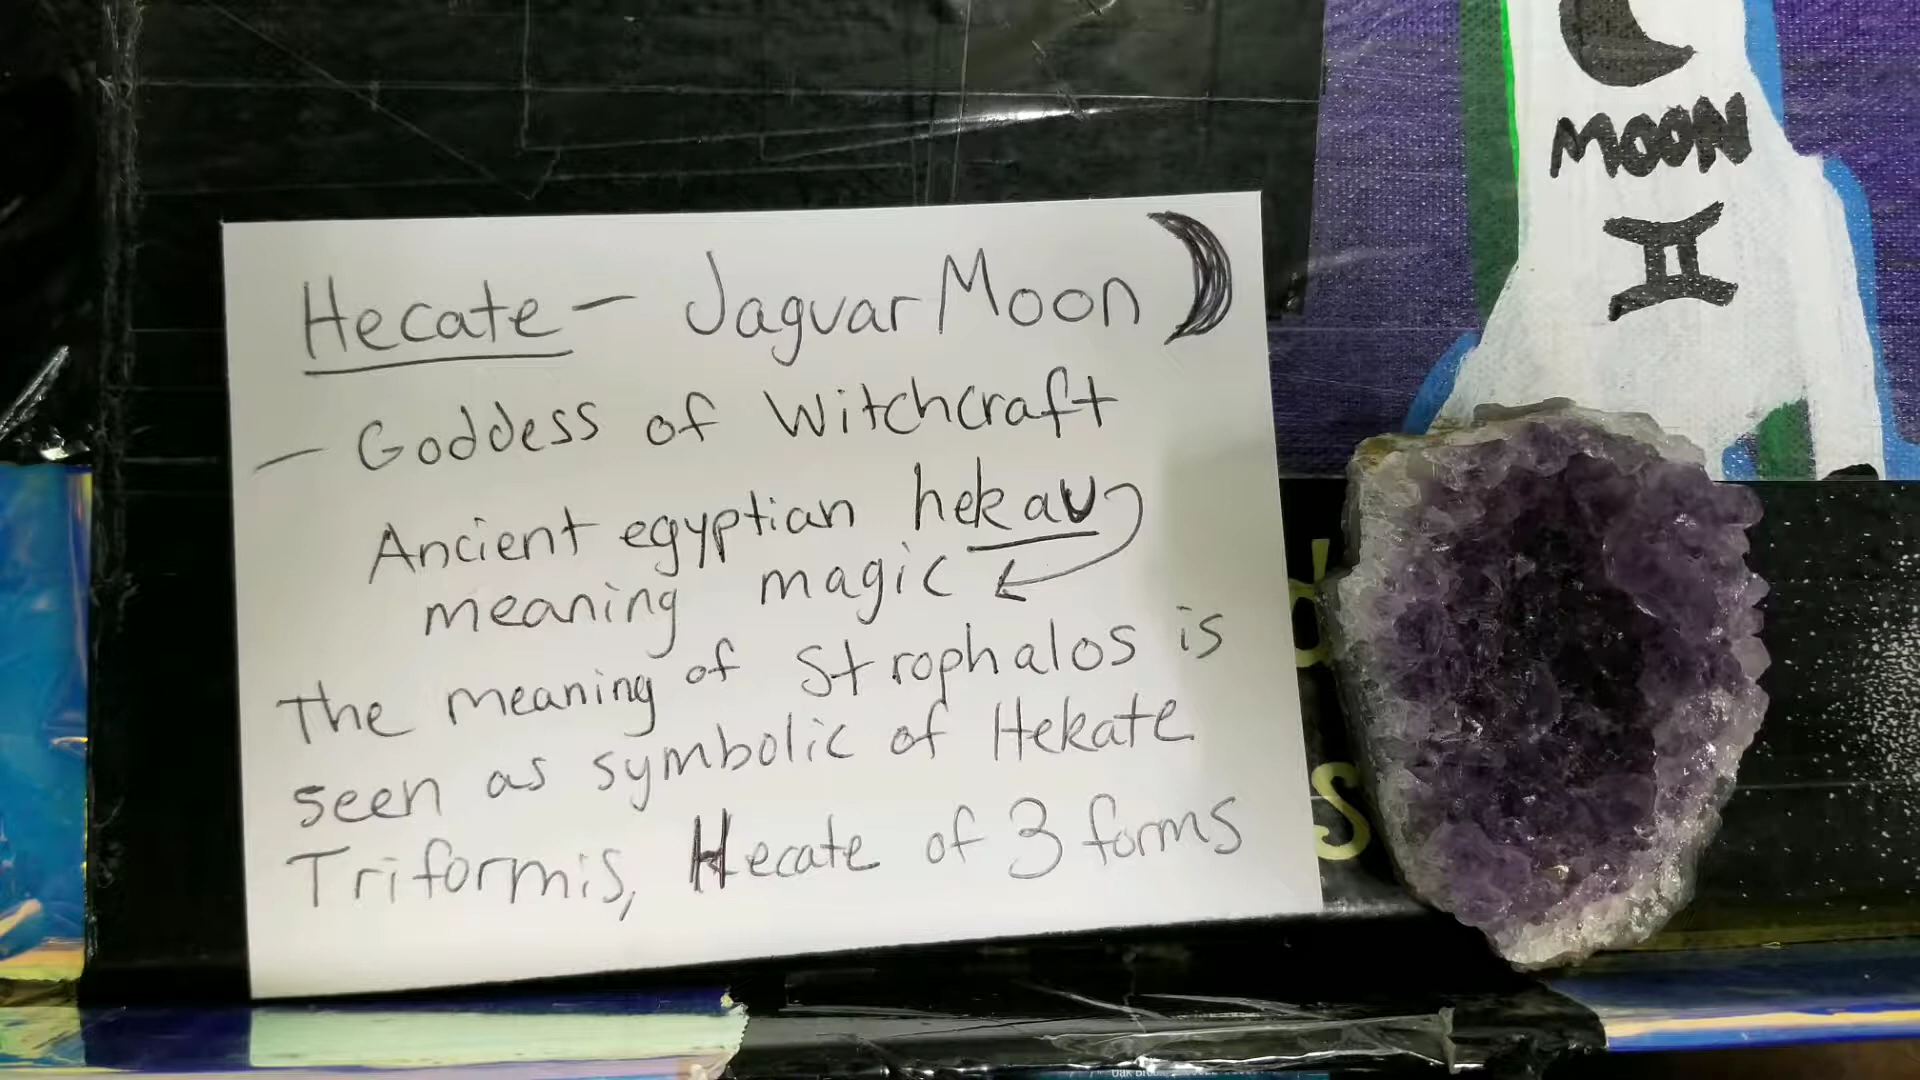 Hecate — Jaguar Moon
— Goddess of Witchcraft
Ancient egyptian hekau
meaning magic
The meaning of Strophalos is
seen as symbolic of Hekate
Triformis, Hecate of 3 forms
MOON